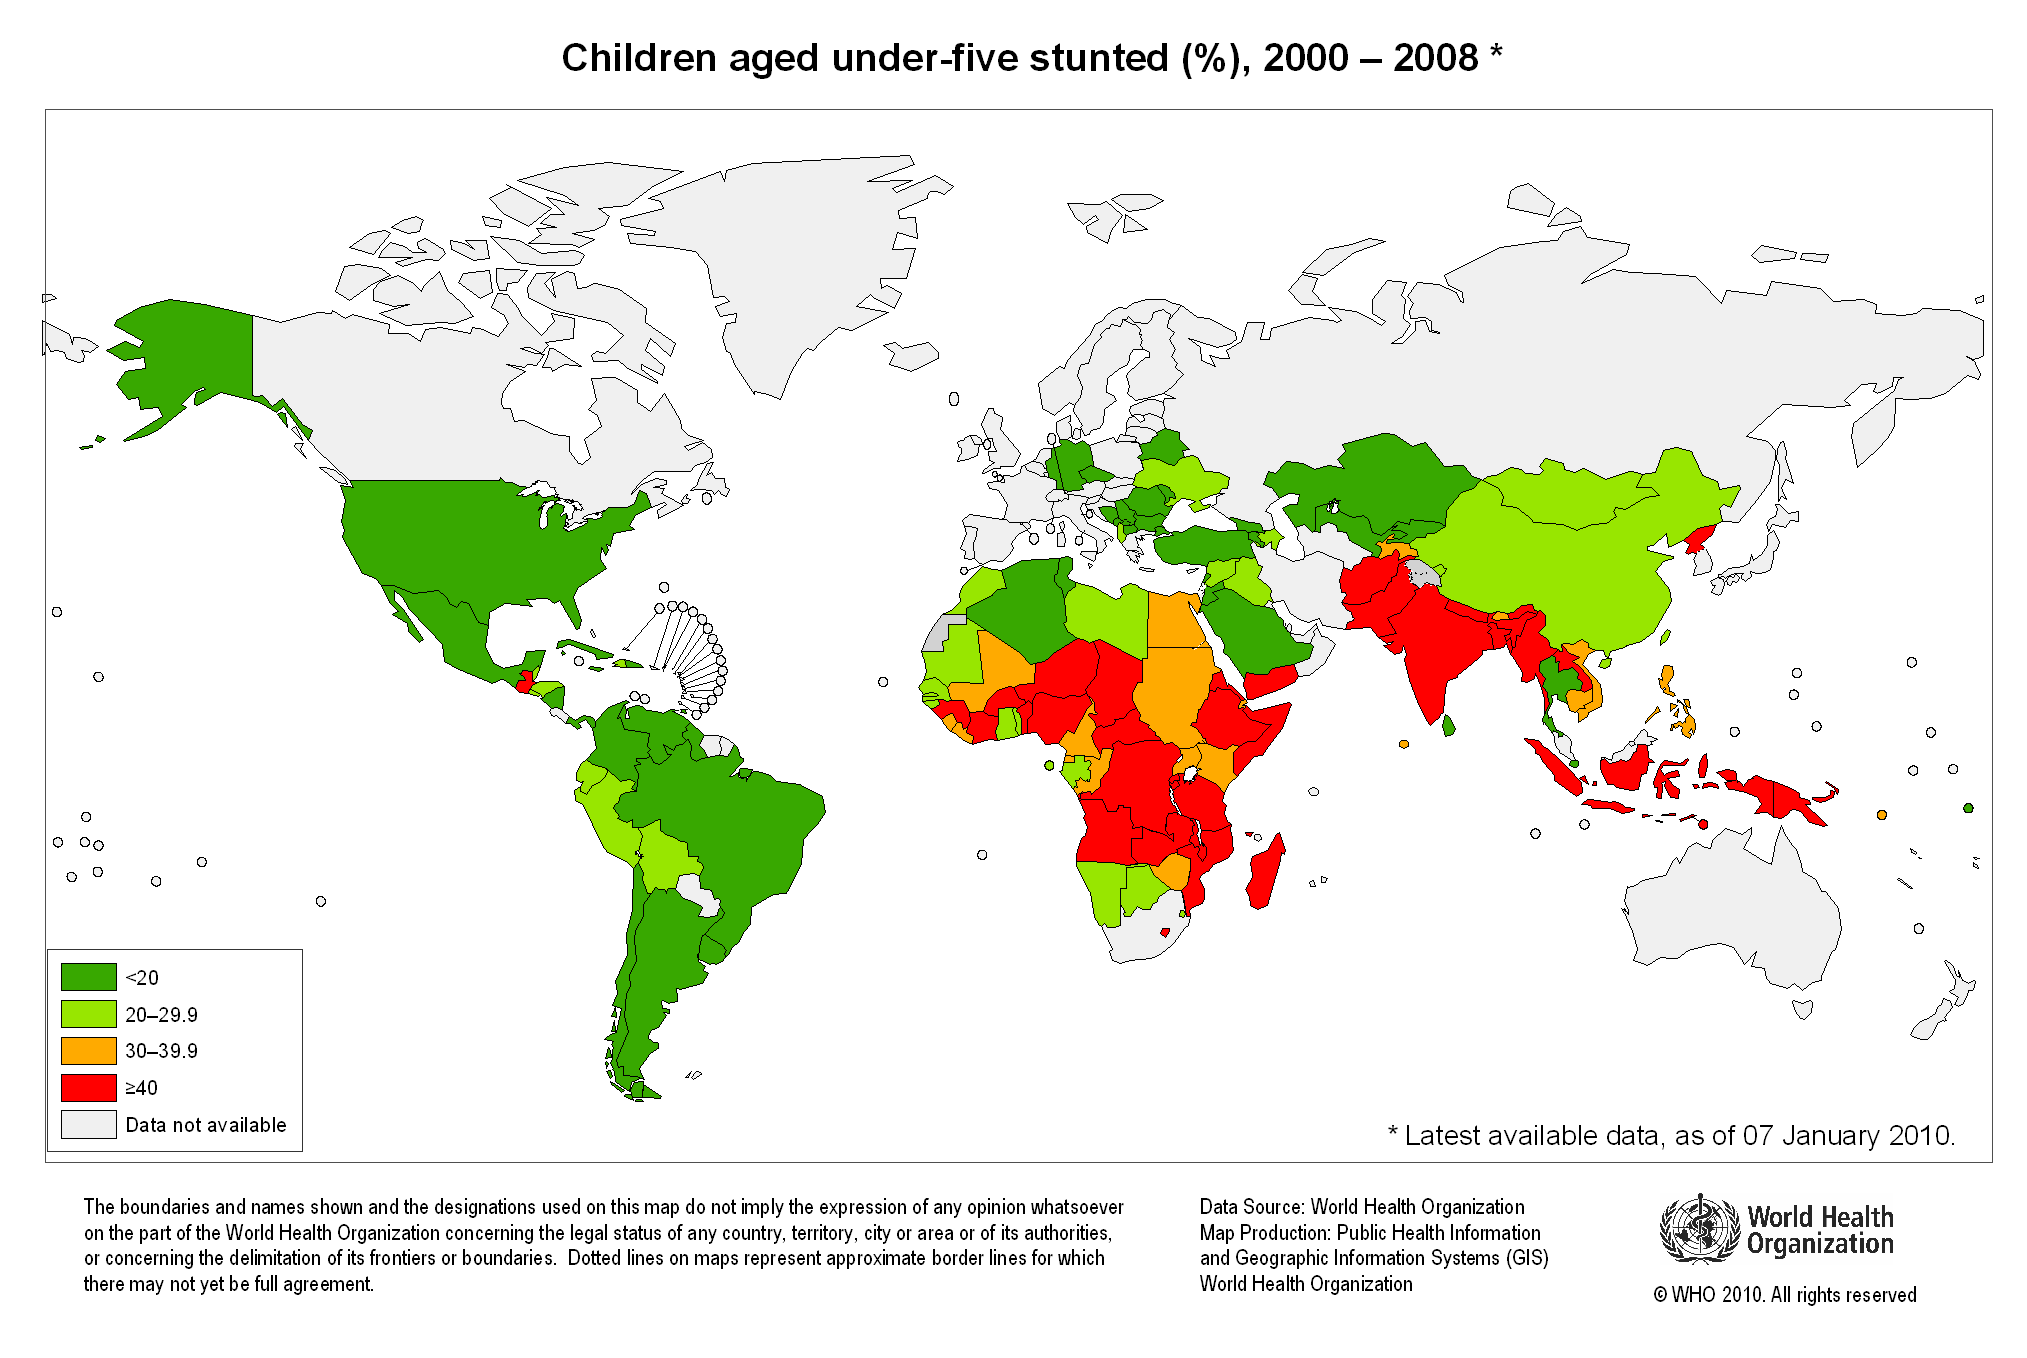 Children aged under-five stunted (%), 2000 – 2008 *
<20
20–29.9
30–39.9
≥40
Data not available
* Latest available data, as of 07 January 2010.
The boundaries and names shown and the designations used on this map do not imply the expression of any opinion whatsoever
on the part of the World Health Organization concerning the legal status of any country, territory, city or area or of its authorities,
or concerning the delimitation of its frontiers or boundaries.  Dotted lines on maps represent approximate border lines for which
there may not yet be full agreement.
Data Source: World Health Organization
Map Production: Public Health Information
and Geographic Information Systems (GIS)
World Health Organization
World Health
Organization
© WHO 2010. All rights reserved